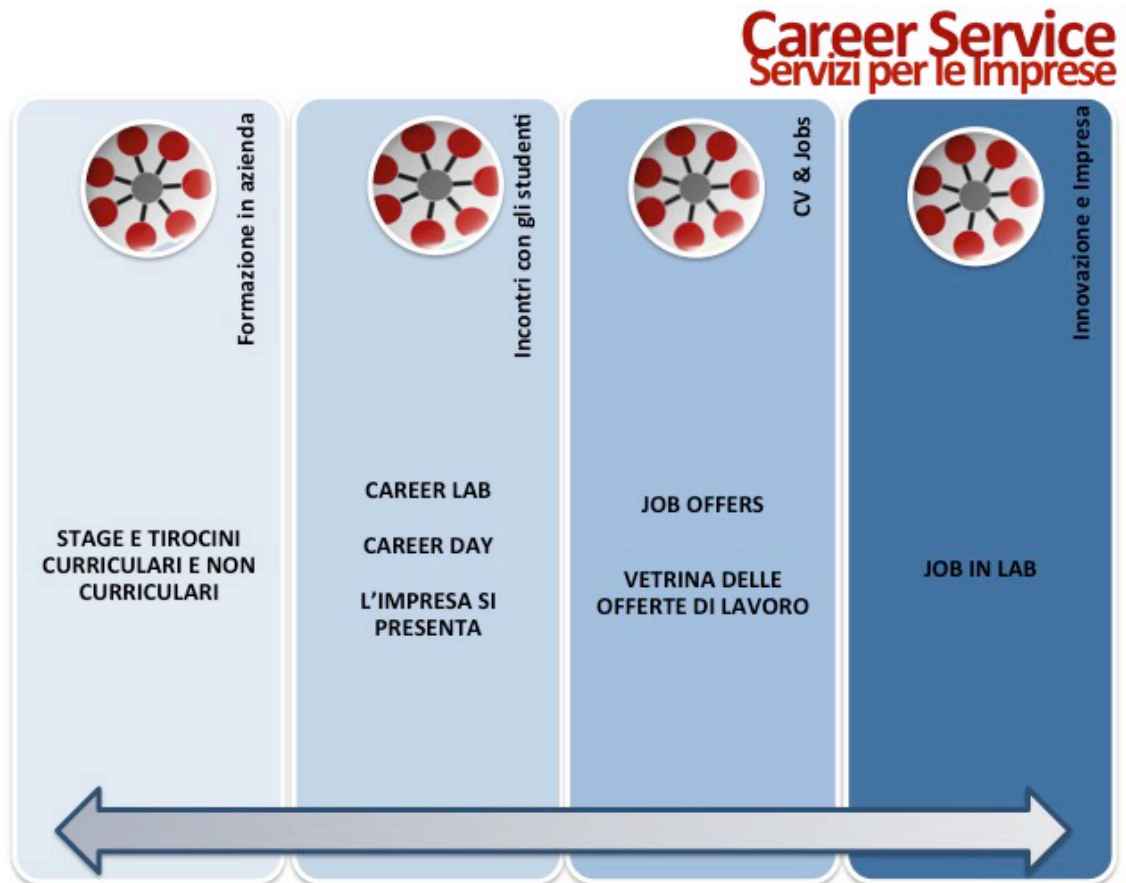 Career Service
Servizi per le Imprese
Formazione in azienda
STAGE E TIROCINI
CURRICULARI E NON
CURRICULARI
Incontri con gli studenti
CAREER LAB
CAREER DAY
L'IMPRESA SI
PRESENTA
CV & Jobs
JOB OFFERS
VETRINA DELLE
OFFERTE DI LAVORO
Innovazione e Impresa
JOB IN LAB